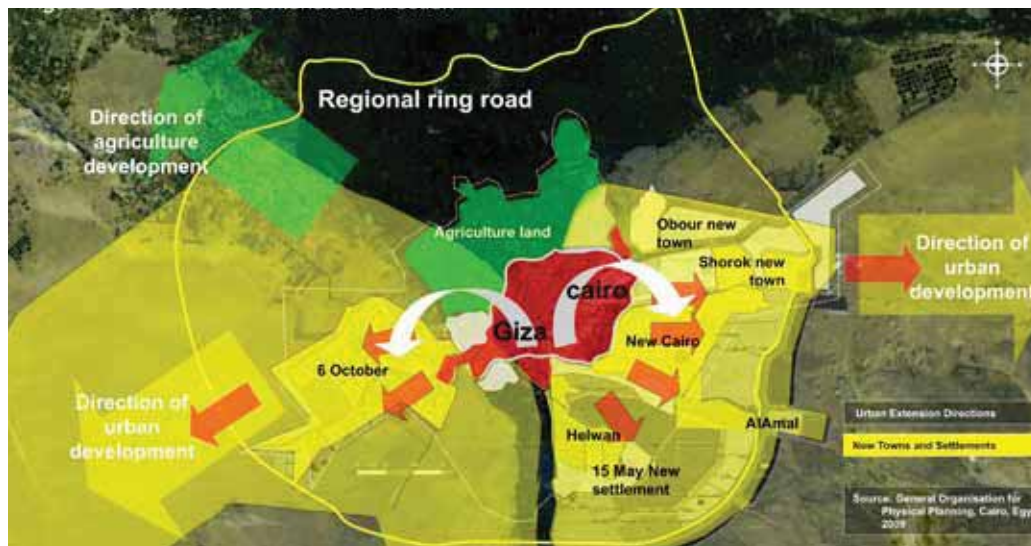 Regional ring road
Direction of
agriculture
development
Agriculture land
Obour new
town
Shorok new
town
Direction of
urban
development
cairo
Giza
New Cairo
6 October
Direction of
urban
development
Helwan
AlAmal
15 May New
settlement
Urban Extension Directions
New Towns and Settlements
Source: General Organisation for
Physical Planning, Cairo, Egy
2009